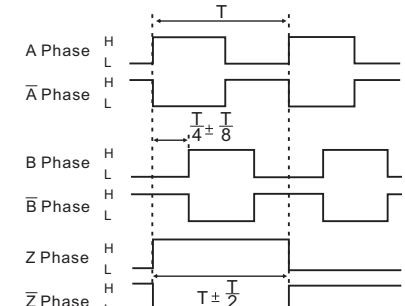 T
A Phase H
L
A̅ Phase H
L
T/4 ± T/8
B Phase H
L
B̅ Phase H
L
Z Phase H
L
Z̅ Phase H
L
T ± T/2